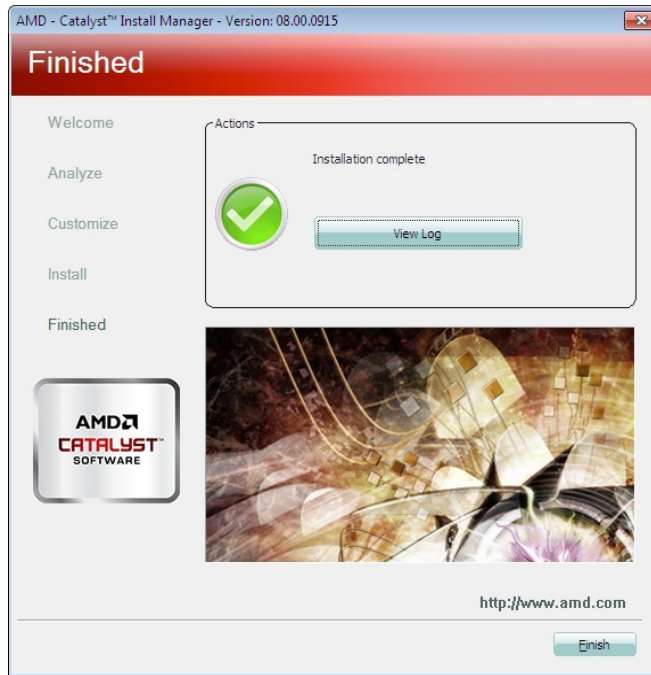 AMD - Catalyst™ Install Manager - Version: 08.00.0915
Finished
Welcome
Analyze
Customize
Install
Finished
Actions
Installation complete
View Log
AMD
CATALYST™
SOFTWARE
http://www.amd.com
Finish